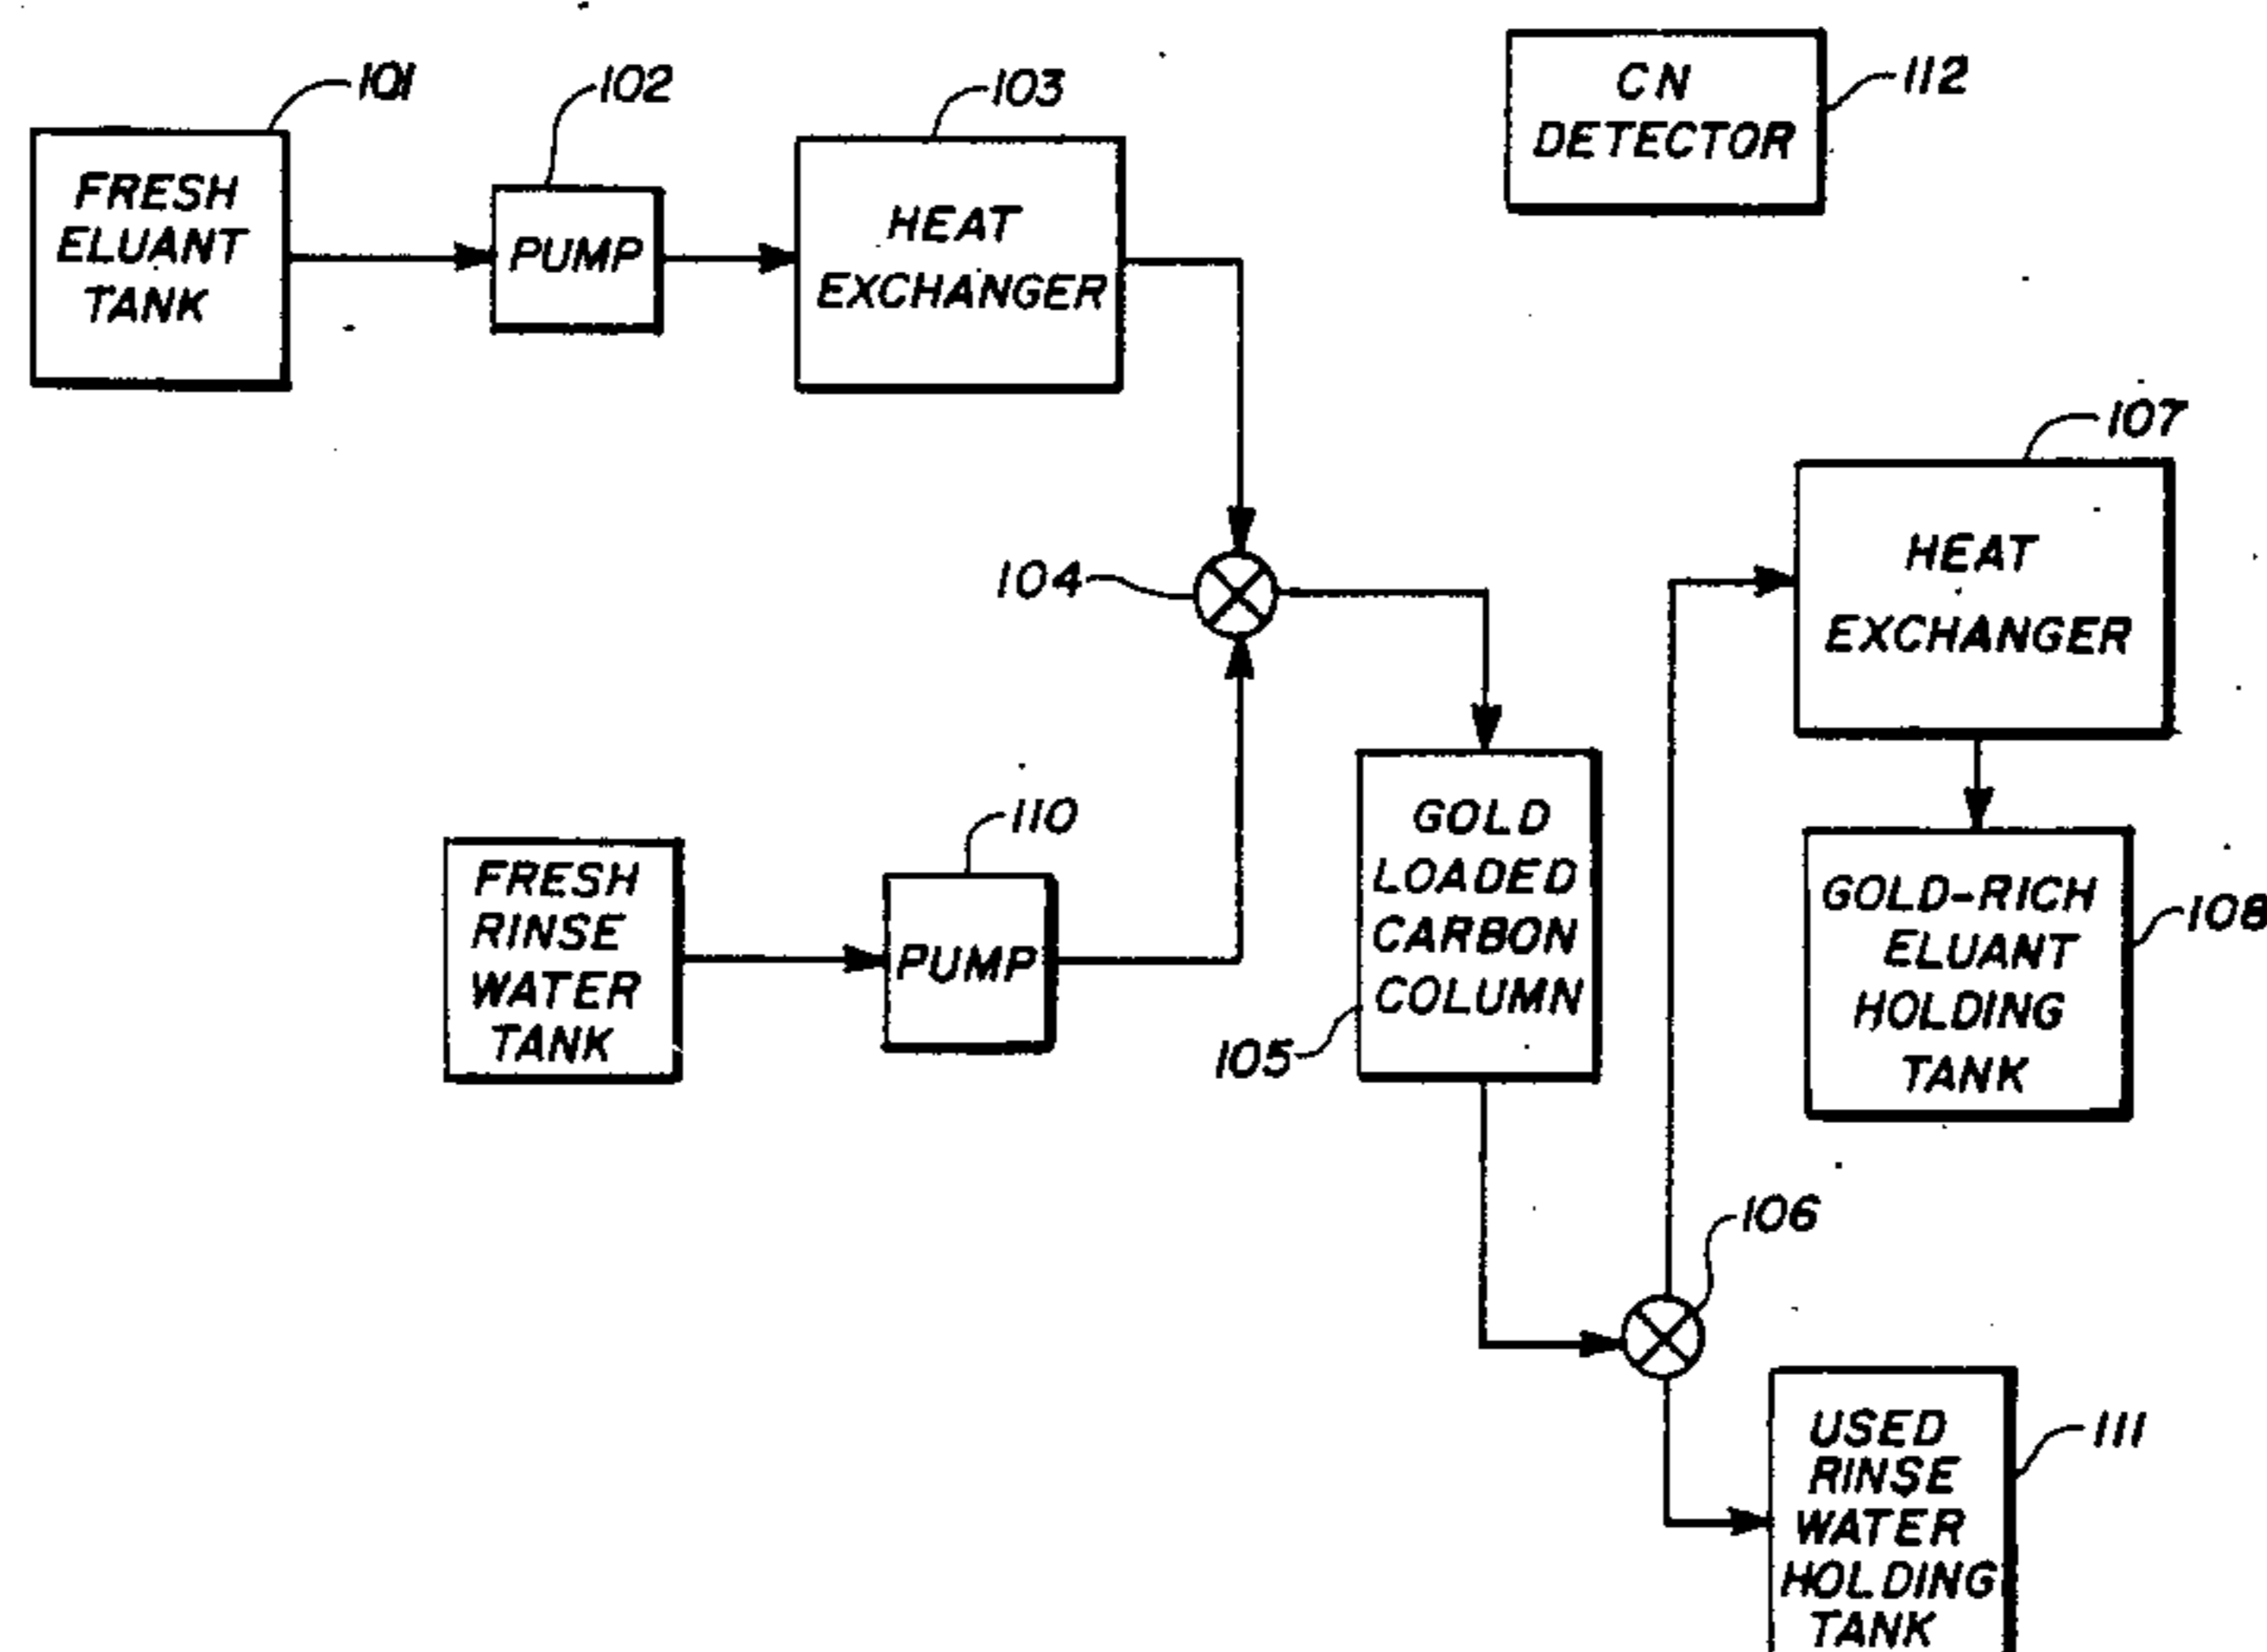 101
FRESH
ELUANT
TANK
102
PUMP
103
HEAT
EXCHANGER
CN
DETECTOR
112
104
107
HEAT
EXCHANGER
FRESH
RINSE
WATER
TANK
110
PUMP
GOLD
LOADED
CARBON
COLUMN
105
GOLD-RICH
ELUANT
HOLDING
TANK
108
106
USED
RINSE
WATER
HOLDING
TANK
111